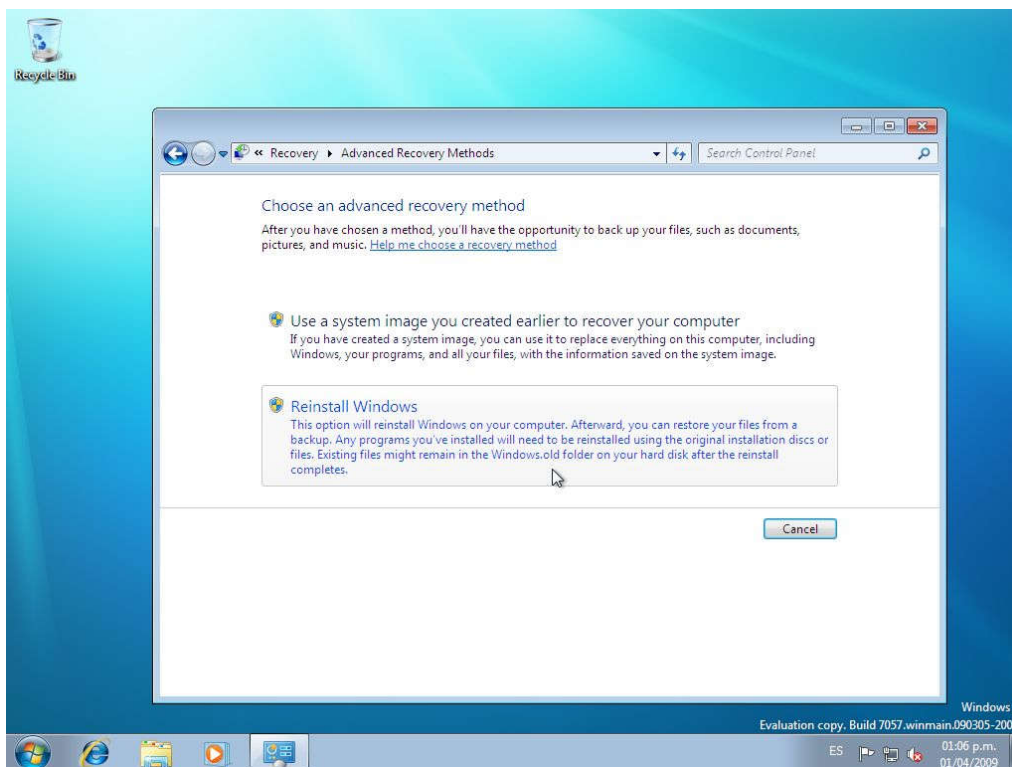 Recycle Bin
« Recovery ▸ Advanced Recovery Methods
Search Control Panel
Choose an advanced recovery method
After you have chosen a method, you'll have the opportunity to back up your files, such as documents,
pictures, and music. Help me choose a recovery method
Use a system image you created earlier to recover your computer
If you have created a system image, you can use it to replace everything on this computer, including
Windows, your programs, and all your files, with the information saved on the system image.
Reinstall Windows
This option will reinstall Windows on your computer. Afterward, you can restore your files from a
backup. Any programs you've installed will need to be reinstalled using the original installation discs or
files. Existing files might remain in the Windows.old folder on your hard disk after the reinstall
completes.
Cancel
Windows
Evaluation copy. Build 7057.winmain.090305-200
ES
01:06 p.m.
01/04/2009